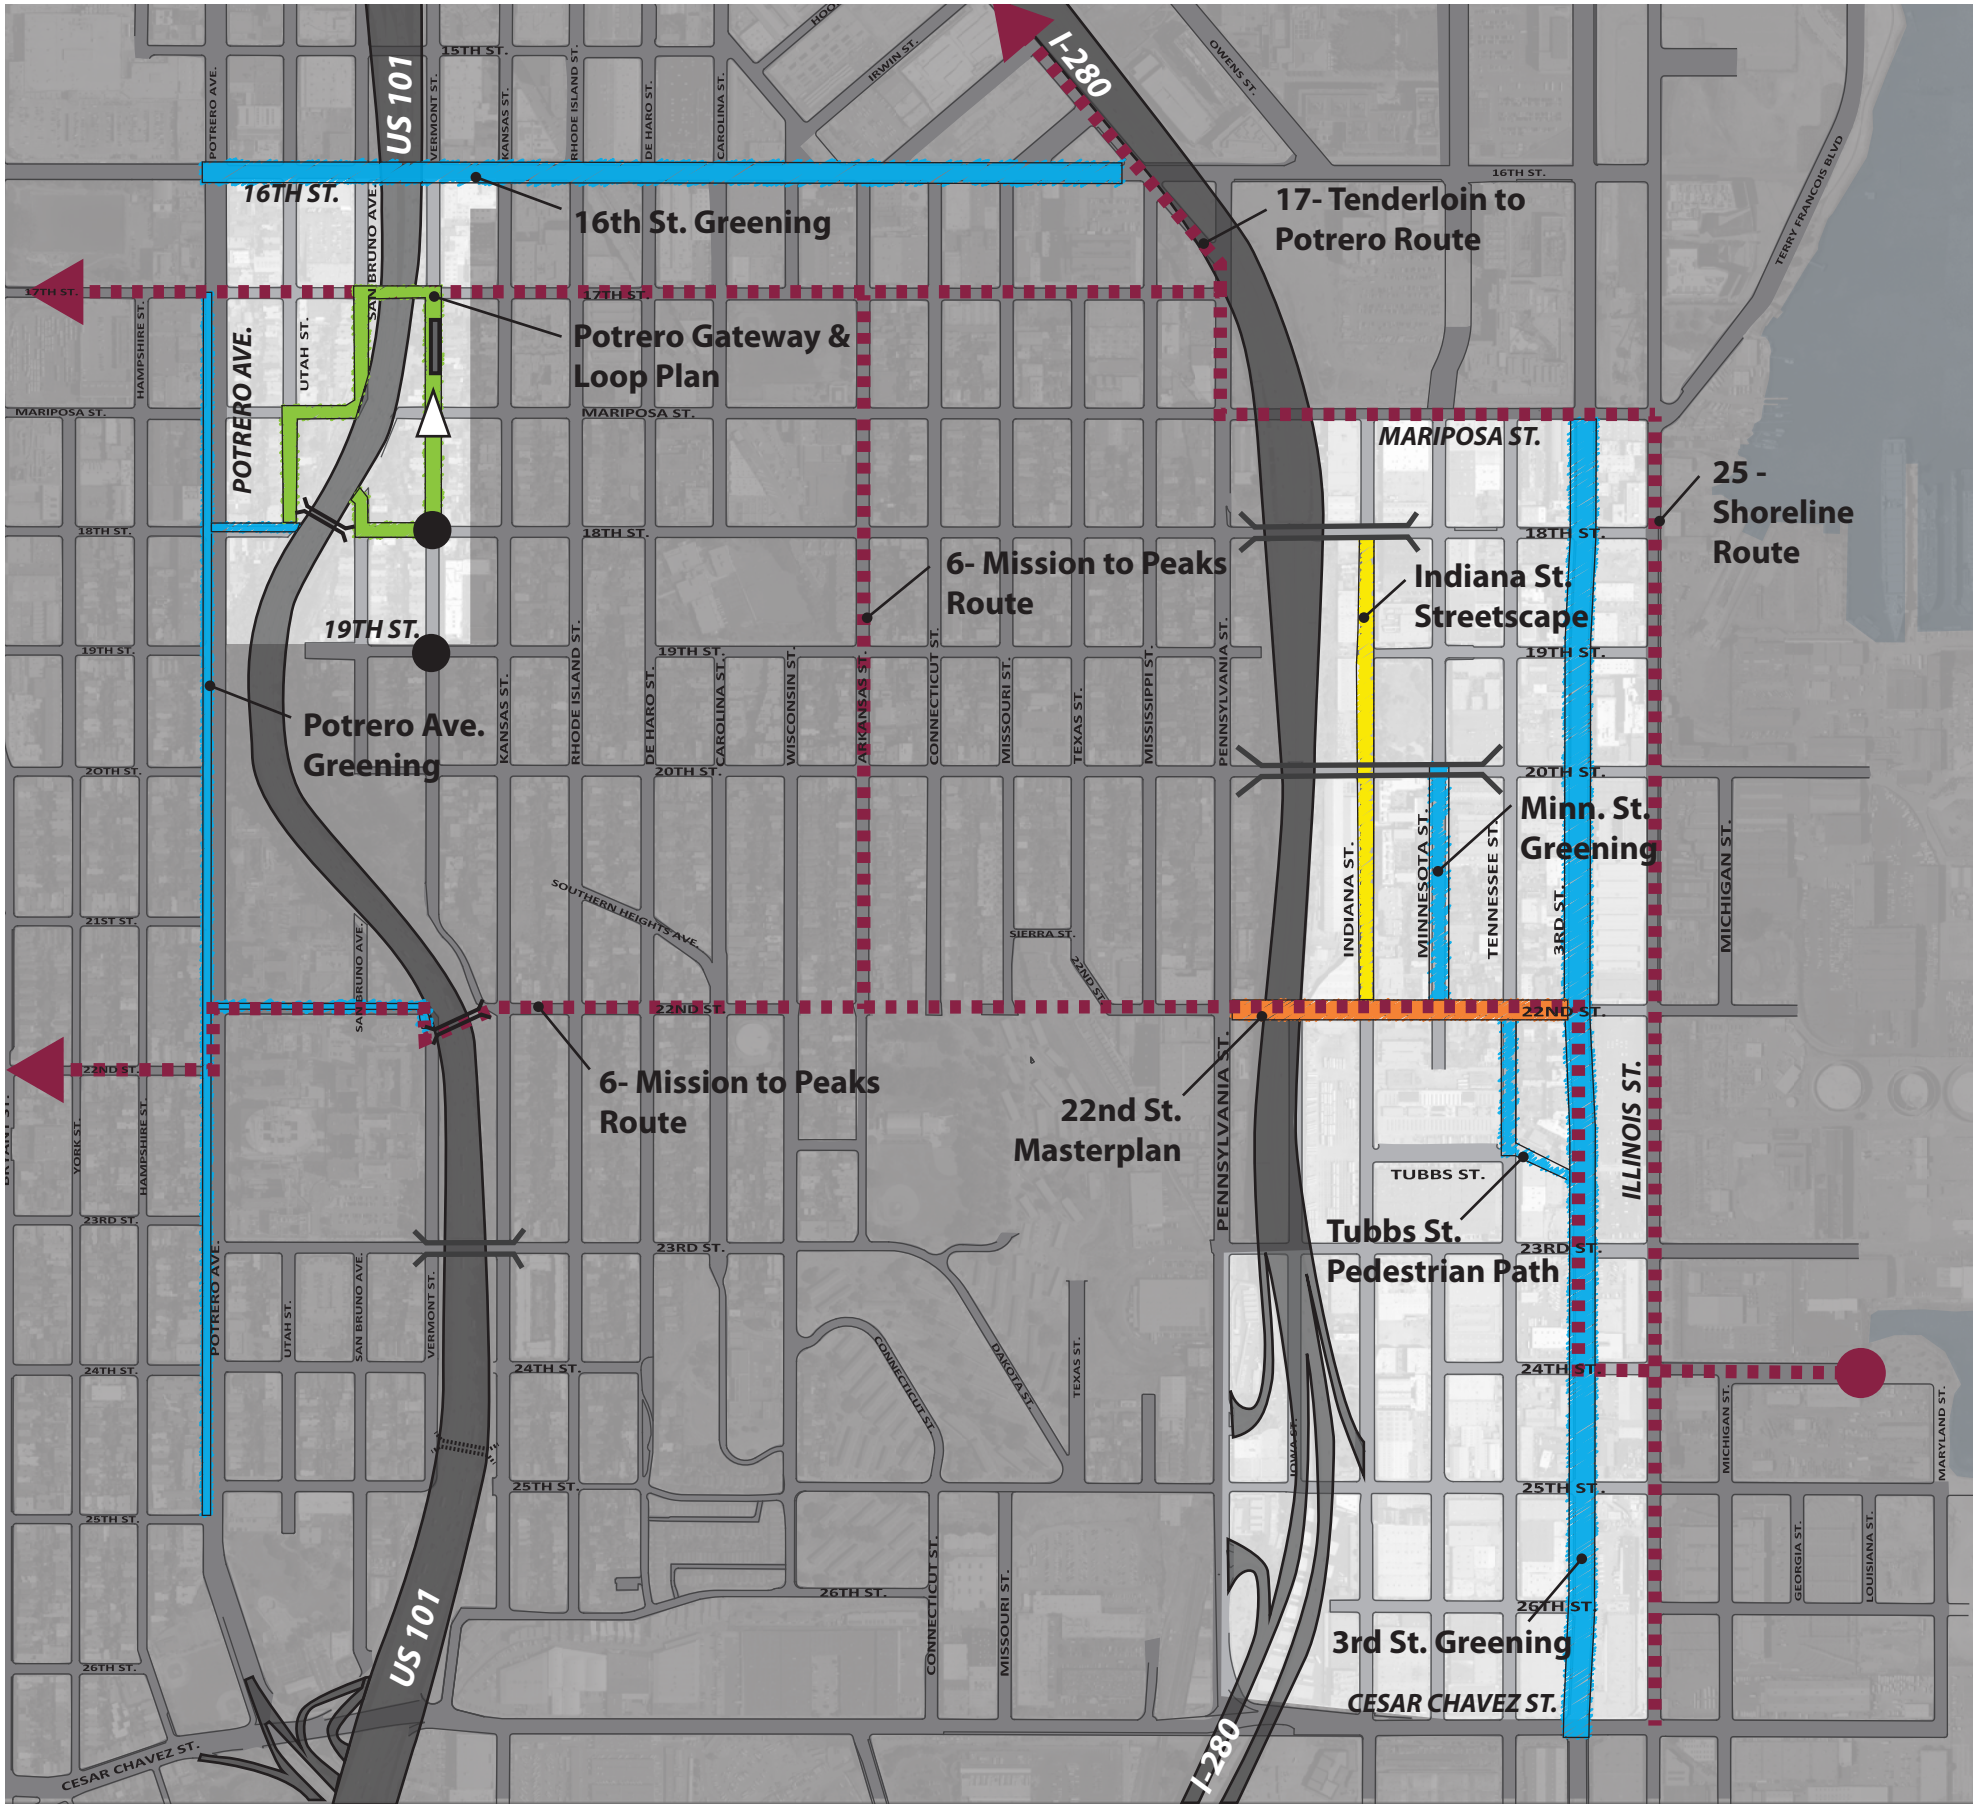 HOO
15TH ST.
IRWIN ST.
OWENS ST.
I-280
US 101
POTRERO AVE.
VERMONT ST.
KANSAS ST.
RHODE ISLAND ST.
DE HARO ST.
CAROLINA ST.
TERRY FRANCOIS BLVD
16TH ST.
16TH ST.
SAN BRUNO AVE.
16th St. Greening
17- Tenderloin to
Potrero Route
17TH ST.
17TH ST.
HAMPSHIRE ST.
POTRERO AVE.
UTAH ST.
Potrero Gateway &
Loop Plan
MARIPOSA ST.
MARIPOSA ST.
MARIPOSA ST.
25 -
Shoreline
Route
18TH ST.
18TH ST.
18TH ST.
6- Mission to Peaks
Route
Indiana St.
Streetscape
19TH ST.
19TH ST.
19TH ST.
19TH ST.
KANSAS ST.
RHODE ISLAND ST.
DE HARO ST.
CAROLINA ST.
WISCONSIN ST.
ARKANSAS ST.
CONNECTICUT ST.
MISSOURI ST.
TEXAS ST.
MISSISSIPPI ST.
PENNSYLVANIA ST.
Potrero Ave.
Greening
20TH ST.
20TH ST.
20TH ST.
Minn. St.
Greening
INDIANA ST.
MINNESOTA ST.
TENNESSEE ST.
3RD ST.
MICHIGAN ST.
SOUTHERN HEIGHTS AVE.
21ST ST.
SAN BRUNO AVE.
SIERRA ST.
22ND ST.
22ND ST.
22ND ST.
22ND ST.
6- Mission to Peaks
Route
22nd St.
Masterplan
PENNSYLVANIA ST.
ILLINOIS ST.
BRYANT ST.
YORK ST.
HAMPSHIRE ST.
TUBBS ST.
Tubbs St.
Pedestrian Path
23RD ST.
23RD ST.
23RD ST.
POTRERO AVE.
UTAH ST.
SAN BRUNO AVE.
VERMONT ST.
CONNECTICUT ST.
DAKOTA ST.
TEXAS ST.
24TH ST.
24TH ST.
24TH ST.
IOWA ST.
MICHIGAN ST.
MARYLAND ST.
25TH ST.
25TH ST.
25TH ST.
GEORGIA ST.
LOUISIANA ST.
26TH ST.
26TH ST.
26TH ST.
CONNECTICUT ST.
MISSOURI ST.
3rd St. Greening
US 101
CESAR CHAVEZ ST.
CESAR CHAVEZ ST.
I-280